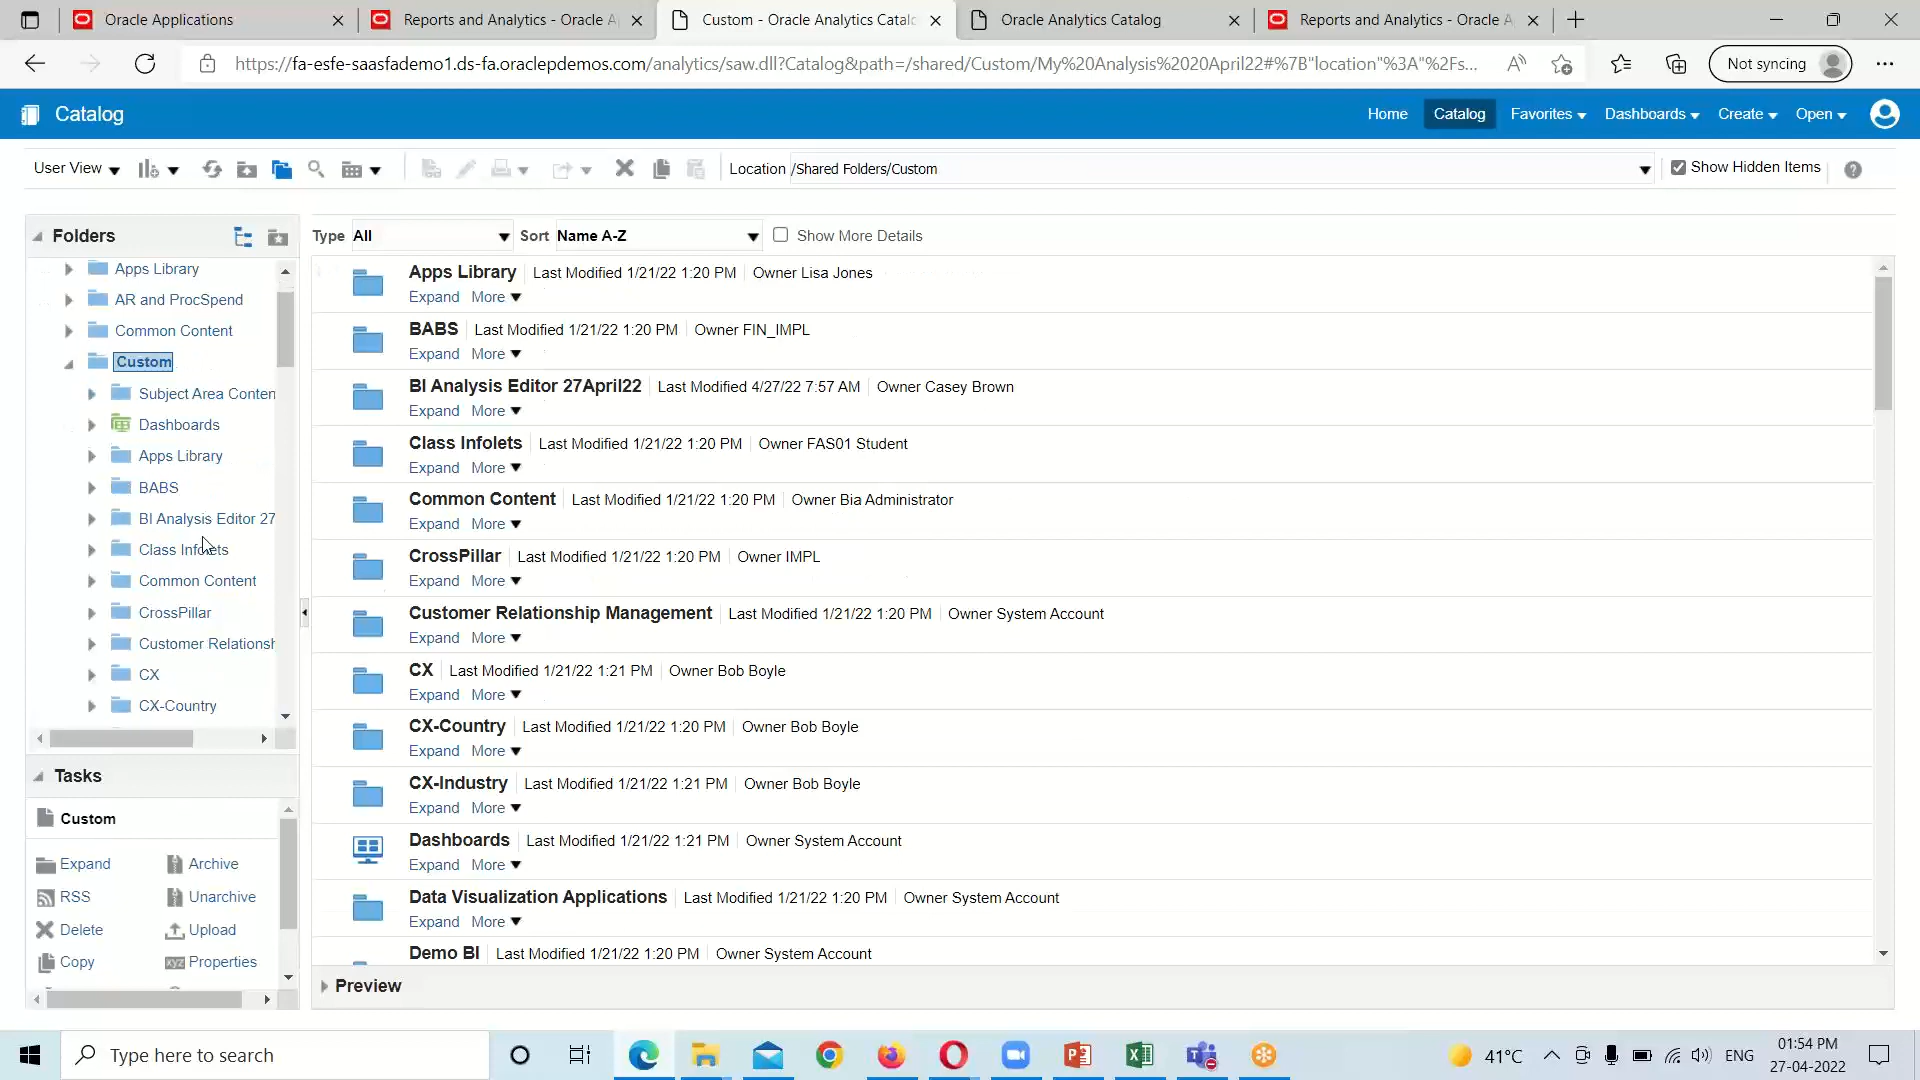 Oracle Applications
Reports and Analytics - Oracle A
Custom - Oracle Analytics Catalo
Oracle Analytics Catalog
Reports and Analytics - Oracle A
https://fa-esfe-saasfademo1.ds-fa.oraclepdemos.com/analytics/saw.dll?Catalog&path=/shared/Custom/My%20Analysis%2020April22#%7B"location"%3A"%2Fs...
Not syncing
Catalog
Home
Catalog
Favorites
Dashboards
Create
Open
User View
Location /Shared Folders/Custom
Show Hidden Items
Folders
Type All
Sort Name A-Z
Show More Details
Apps Library
AR and ProcSpend
Common Content
Custom
Subject Area Conten
Dashboards
Apps Library
BABS
BI Analysis Editor 27
Class Infolets
Common Content
CrossPillar
Customer Relationsh
CX
CX-Country
Tasks
Custom
Expand
Archive
RSS
Unarchive
Delete
Upload
Copy
xyz Properties
Apps Library Last Modified 1/21/22 1:20 PM Owner Lisa Jones
Expand More
BABS Last Modified 1/21/22 1:20 PM Owner FIN_IMPL
Expand More
BI Analysis Editor 27April22 Last Modified 4/27/22 7:57 AM Owner Casey Brown
Expand More
Class Infolets Last Modified 1/21/22 1:20 PM Owner FAS01 Student
Expand More
Common Content Last Modified 1/21/22 1:20 PM Owner Bia Administrator
Expand More
CrossPillar Last Modified 1/21/22 1:20 PM Owner IMPL
Expand More
Customer Relationship Management Last Modified 1/21/22 1:20 PM Owner System Account
Expand More
CX Last Modified 1/21/22 1:21 PM Owner Bob Boyle
Expand More
CX-Country Last Modified 1/21/22 1:20 PM Owner Bob Boyle
Expand More
CX-Industry Last Modified 1/21/22 1:21 PM Owner Bob Boyle
Expand More
Dashboards Last Modified 1/21/22 1:21 PM Owner System Account
Expand More
Data Visualization Applications Last Modified 1/21/22 1:20 PM Owner System Account
Expand More
Demo BI Last Modified 1/21/22 1:20 PM Owner System Account
Preview
Type here to search
41°C
ENG
01:54 PM
27-04-2022